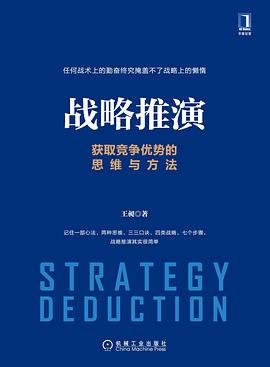 华章经管
任何战术上的勤奋终究掩盖不了战略上的懒惰
战略推演
获取竞争优势的
思维与方法
王昶◎著
记住一部心法、两种思维、三三口诀、四类战略、七个步骤，
战略推演其实很简单
STRATEGY
DEDUCTION
机械工业出版社
China Machine Press